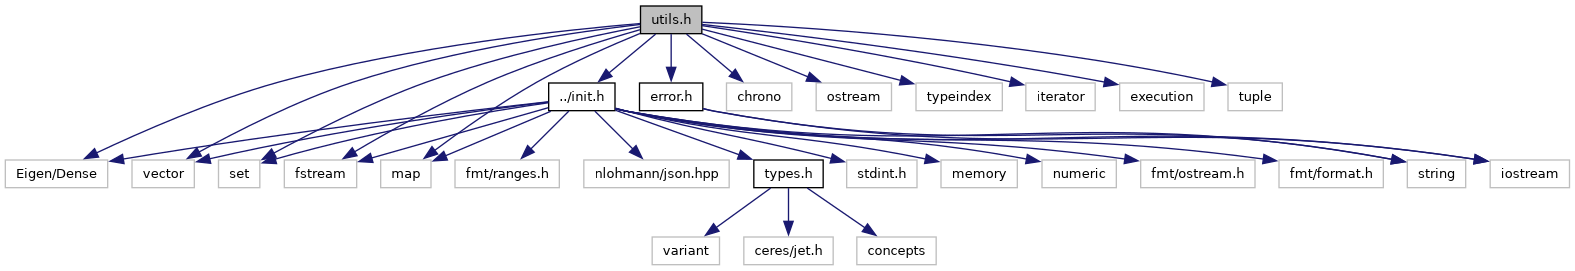 utils.h
../init.h
error.h
chrono
ostream
typeindex
iterator
execution
tuple
Eigen/Dense
vector
set
fstream
map
fmt/ranges.h
nlohmann/json.hpp
types.h
stdint.h
memory
numeric
fmt/ostream.h
fmt/format.h
string
iostream
variant
ceres/jet.h
concepts